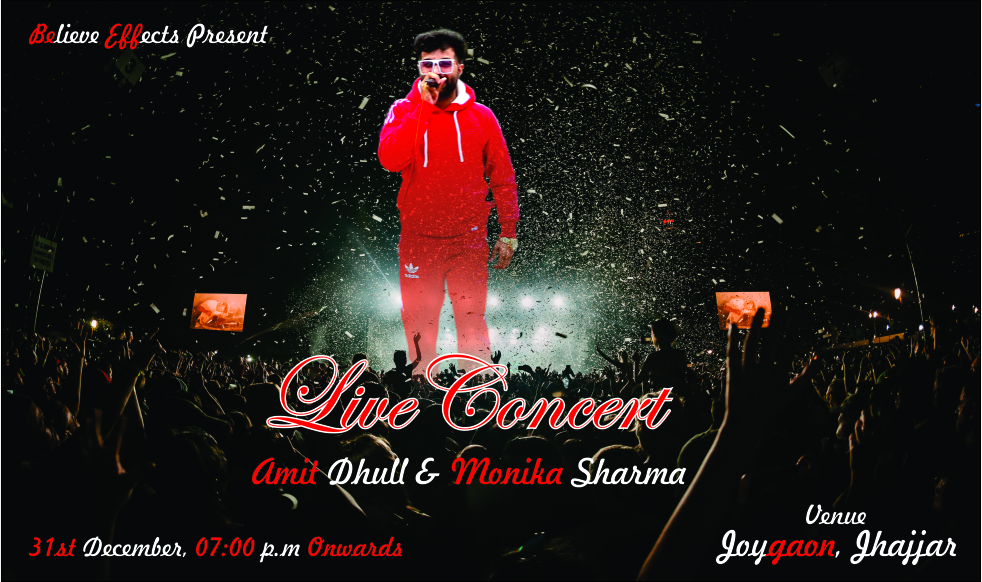 Believe Effects Present
Live Concert
Amit Dhull & Monika Sharma
31st December, 07:00 p.m Onwards
Venue
Joygaon, Jhajjar